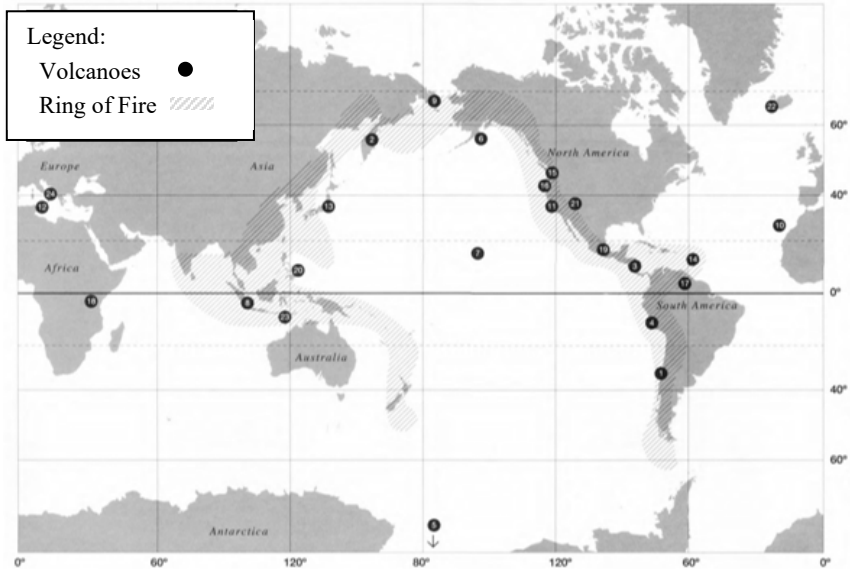 Legend:
Volcanoes
Ring of Fire
9
22
60°
2
6
Europe
Asia
North America
15
24
16
40°
12
13
11
21
10
19
7
14
3
Africa
20
17
0°
18
8
South America
23
4
Australia
1
40°
60°
5
Antarctica
0° 60° 120° 80° 120° 60° 0°